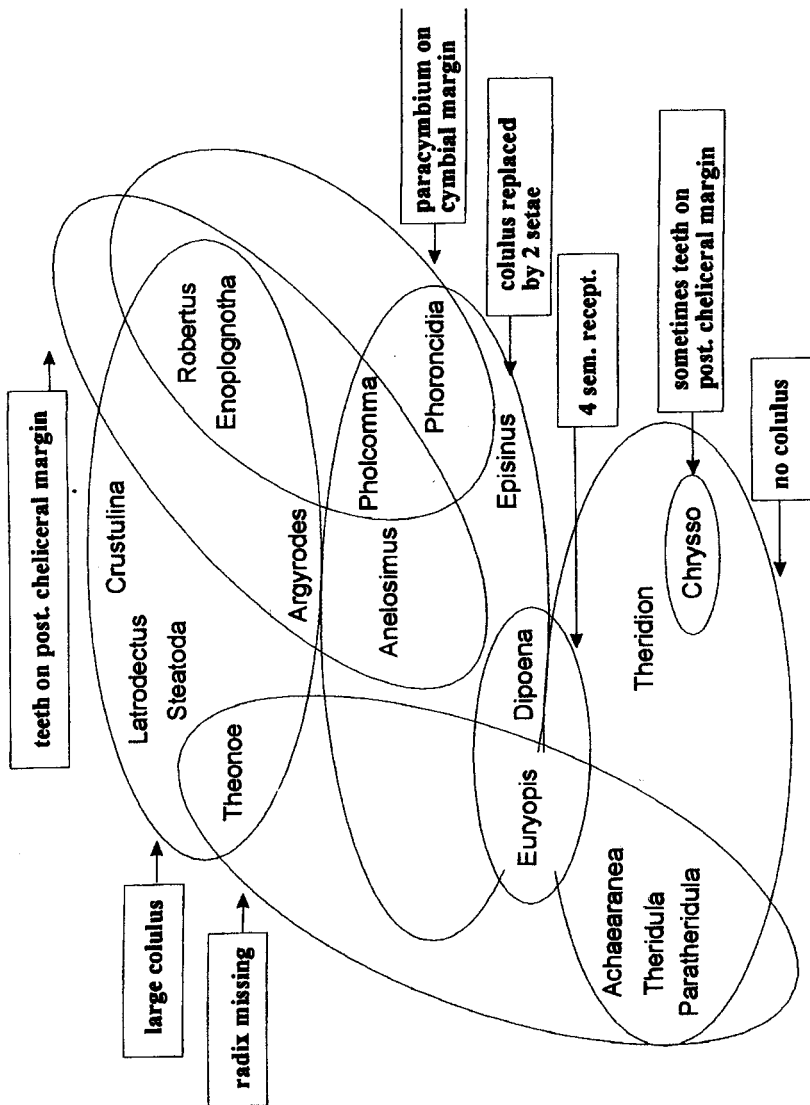 teeth on post. cheliceral margin
large colulus
radix missing
paracymbium on
cymbial margin
colulus replaced
by 2 setae
4 sem. recept.
sometimes teeth on
post. cheliceral margin
no colulus
Crustulina
Latrodectus
Steatoda
Robertus
Enoplognotha
Theonoe
Argyrodes
Pholcomma
Anelosimus
Phoroncidia
Episinus
Dipoena
Euryopis
Theridion
Chrysso
Achaearanea
Theridula
Paratheridula